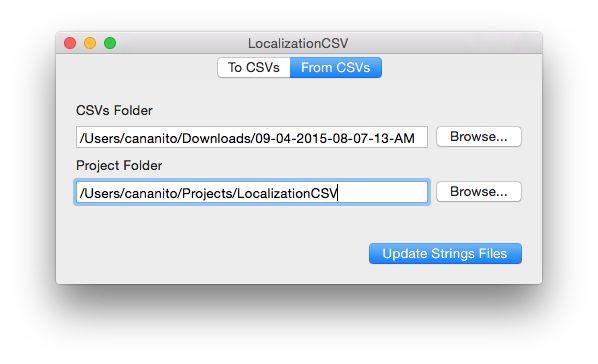 LocalizationCSV
To CSVs From CSVs
CSVs Folder
/Users/cananito/Downloads/09-04-2015-08-07-13-AM Browse...
Project Folder
/Users/cananito/Projects/LocalizationCSV Browse...
Update Strings Files